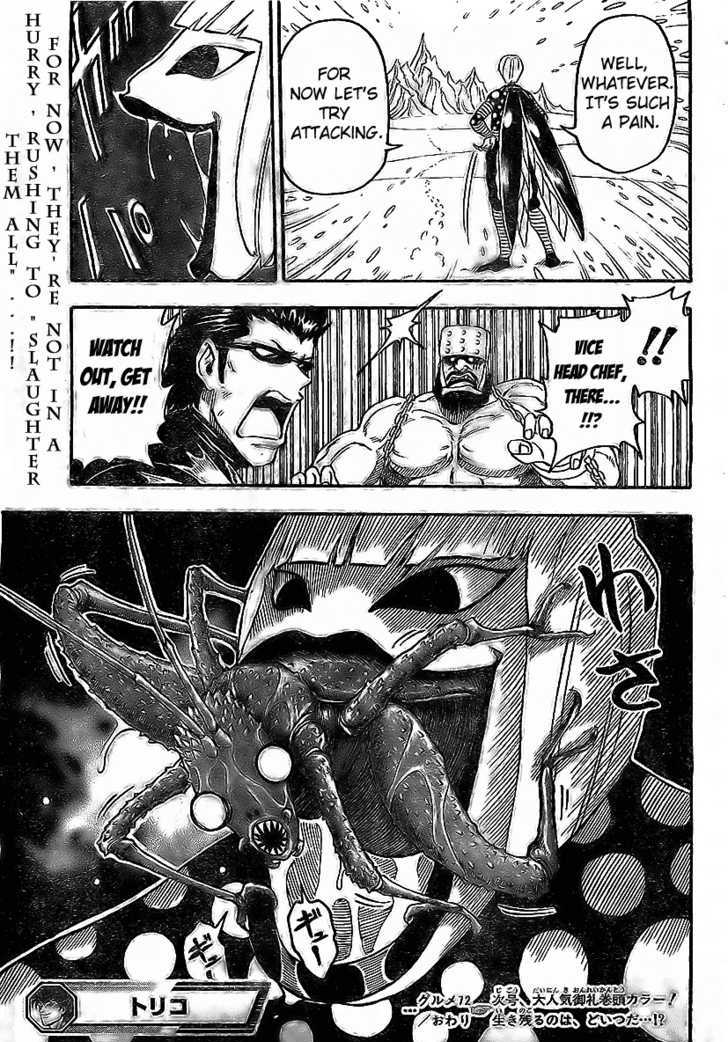 WELL,
WHATEVER.
IT'S SUCH
A PAIN.
FOR
NOW LET'S
TRY
ATTACKING.
FOR NOW, THEY'RE NOT IN A
HURRY, RUSHING TO "SLAUGHTER
THEM ALL"...!!
!!
VICE
HEAD CHEF,
THERE...
!!?
WATCH
OUT, GET
AWAY!!
わさ
ギュー
ギュー
トリコ
グルメ72
/おわり
次号、大人気御礼巻頭カラー!
生き残るのは、どいつだ…!?